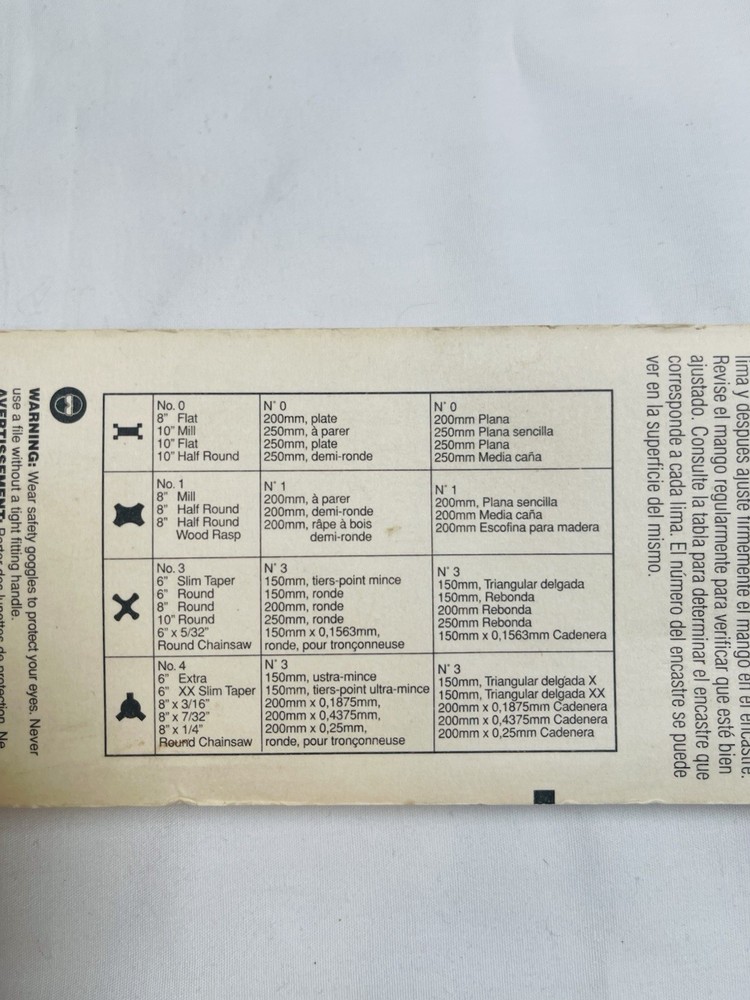 lima y después ajuste firmemente el mango en el encastre.
Revise el mango regularmente para verificar que esté bien
ajustado. Consulte la tabla para determinar el encastre que
corresponde a cada lima. El número del encastre se puede
ver en la superficie del mismo.
No. 0
8" Flat
10" Mill
10" Flat
10" Half Round
N° 0
200mm, plate
250mm, à parer
250mm, plate
250mm, demi-ronde
N° 0
200mm Plana
250mm Plana sencilla
250mm Plana
250mm Media caña
No. 1
8" Mill
8" Half Round
8" Half Round
Wood Rasp
N° 1
200mm, à parer
200mm, demi-ronde
200mm, râpe à bois
demi-ronde
N° 1
200mm, Plana sencilla
200mm Media caña
200mm Escofina para madera
No. 3
6" Slim Taper
6" Round
8" Round
10" Round
6" x 5/32"
Round Chainsaw
N° 3
150mm, tiers-point mince
150mm, ronde
200mm, ronde
250mm, ronde
150mm x 0,1563mm,
ronde, pour tronçonneuse
N° 3
150mm, Triangular delgada
150mm, Rebonda
200mm Rebonda
250mm Rebonda
150mm x 0,1563mm Cadenera
No. 4
6" Extra
6" XX Slim Taper
8" x 3/16"
8" x 7/32"
8" x 1/4"
Round Chainsaw
N° 3
150mm, ustra-mince
150mm, tiers-point ultra-mince
200mm x 0,1875mm,
200mm x 0,4375mm,
200mm x 0,25mm,
ronde, pour tronçonneuse
N° 3
150mm, Triangular delgada X
150mm, Triangular delgada XX
200mm x 0,1875mm Cadenera
200mm x 0,4375mm Cadenera
200mm x 0,25mm Cadenera
WARNING: Wear safety goggles to protect your eyes. Never
use a file without a tight fitting handle
AVERTISSEMENT: Porter des lunettes de protection. Ne